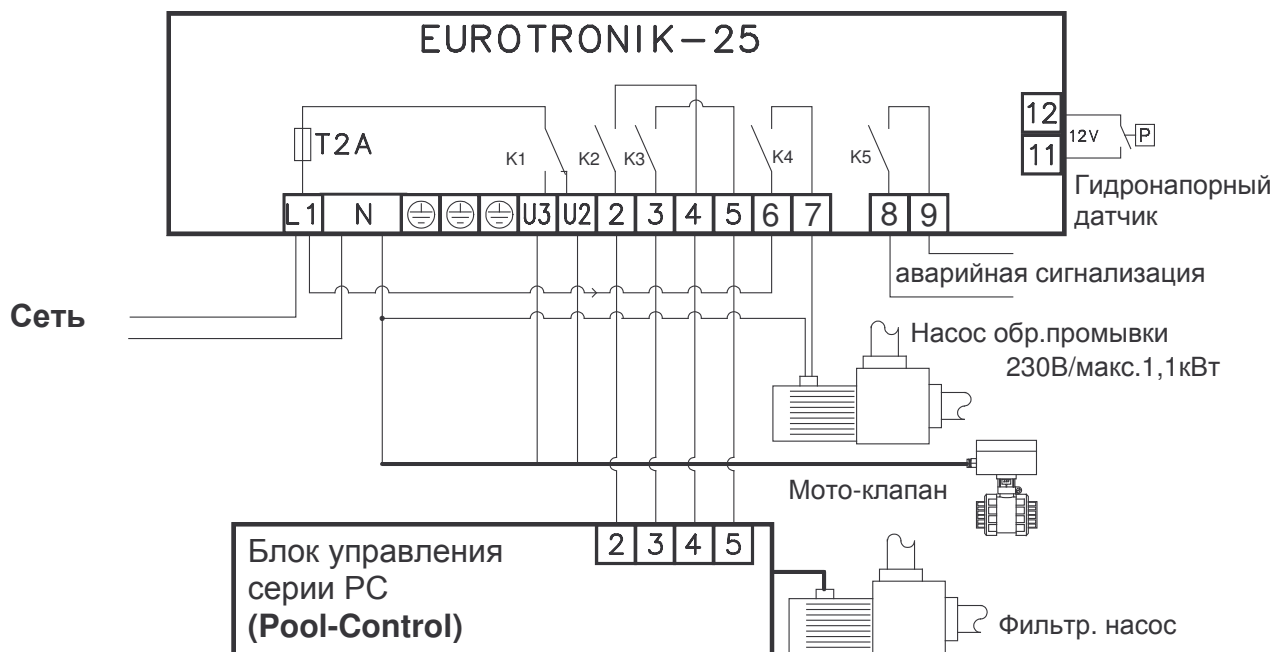 EUROTRONIK-25
T2A
K1
K2
K3
K4
K5
12
11
12V
P
L1 N U3 U2 2 3 4 5 6 7 8 9
Гидронапорный
датчик
аварийная сигнализация
Сеть
Насос обр.промывки
230В/макс.1,1кВт
Мото-клапан
2 3 4 5
Блок управления
серии PC
(Pool-Control)
Фильтр. насос